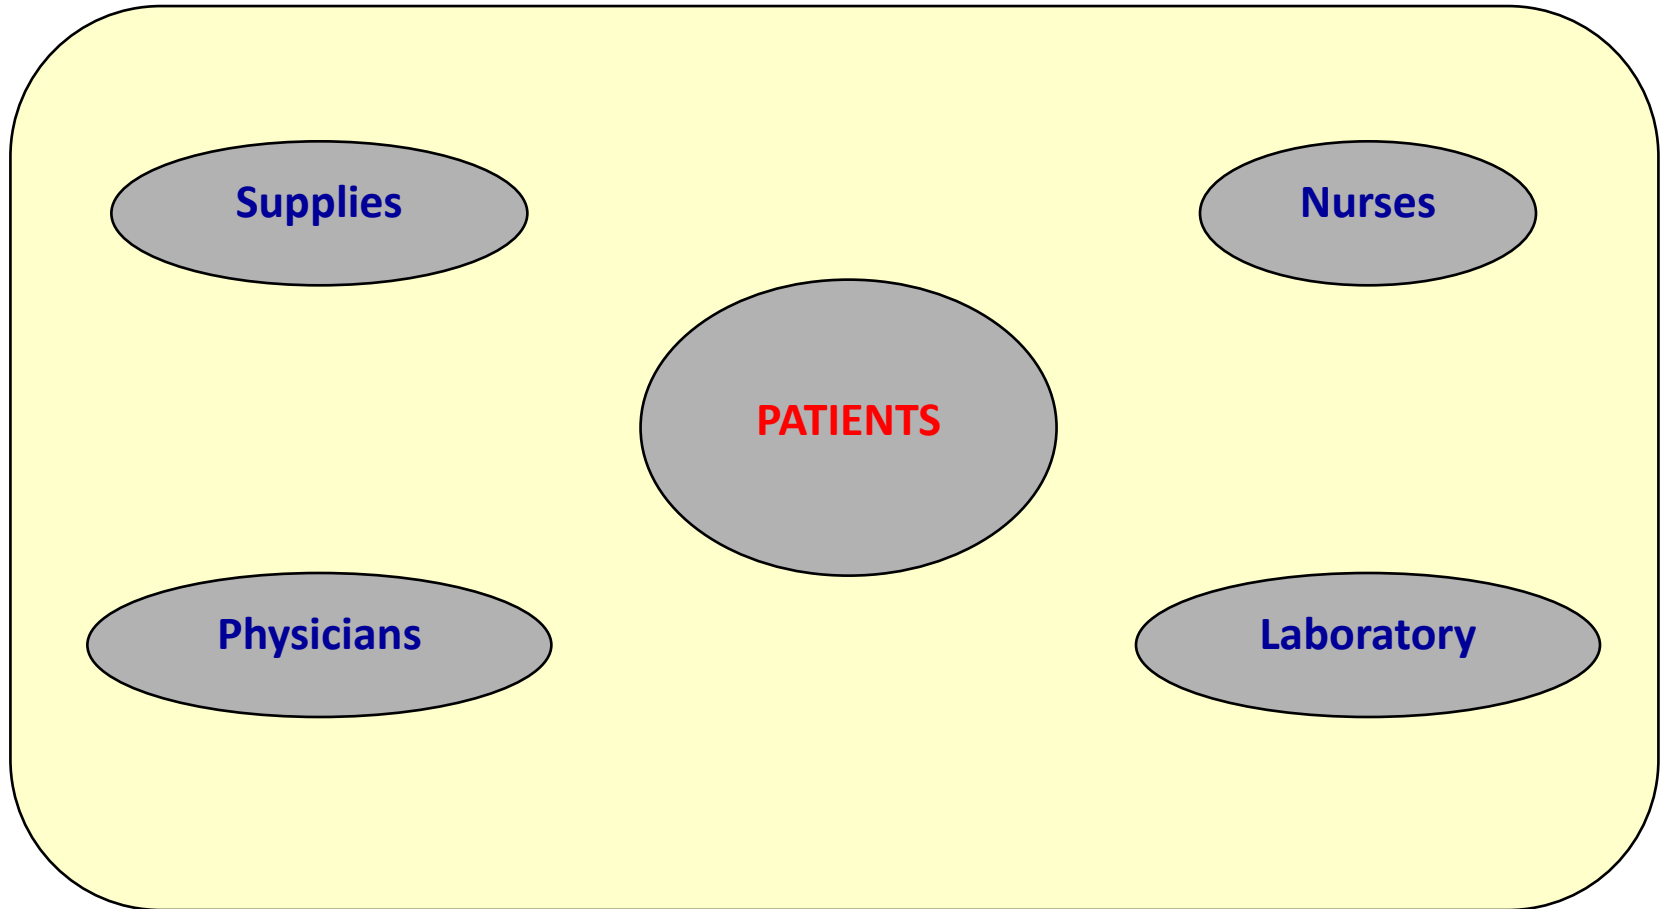 Supplies
Nurses
PATIENTS
Physicians
Laboratory